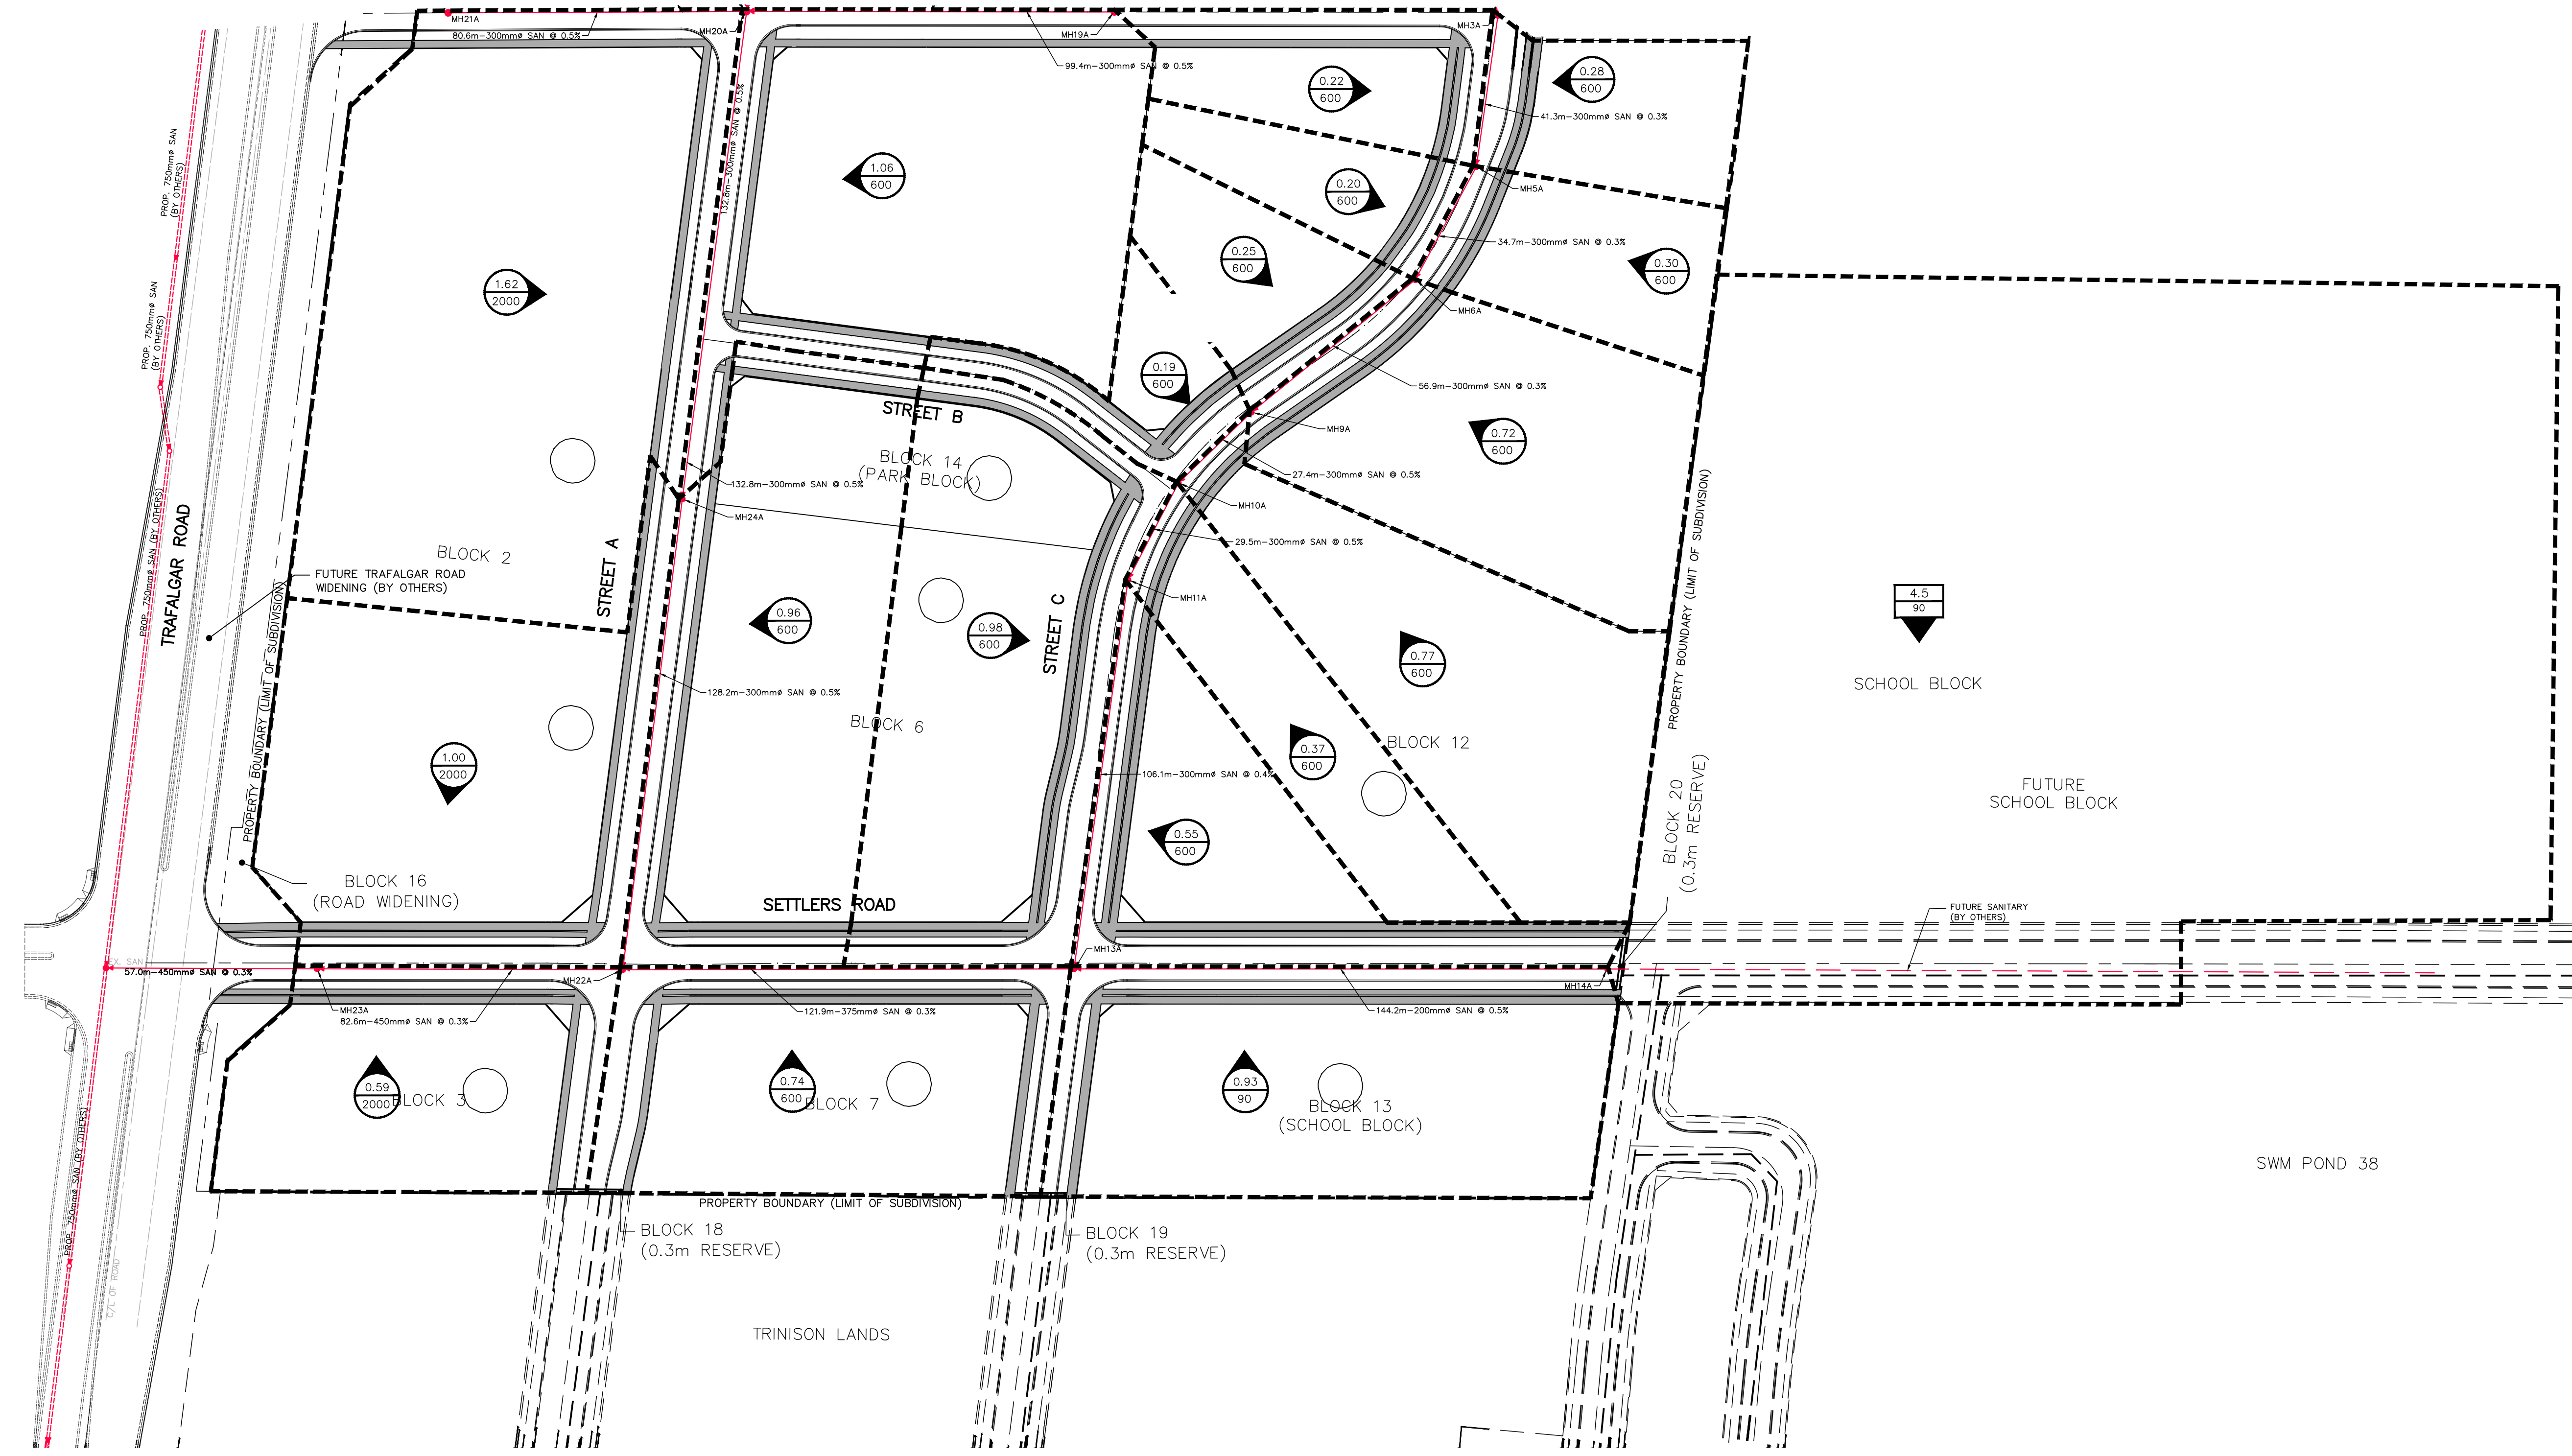 MH21A
80.6m-300mmø SAN @ 0.5%
MH20A
MH19A
99.4m-300mmø SAN @ 0.5%
MH3A
0.22
600
0.28
600
41.3m-300mmø SAN @ 0.3%
132.8m-300mmø SAN @ 0.5%
1.06
600
0.20
600
MH5A
PROP. 750mmø SAN
(BY OTHERS)
34.7m-300mmø SAN @ 0.3%
0.25
600
0.30
600
1.62
2000
MH6A
PROP. 750mmø SAN
(BY OTHERS)
0.19
600
56.9m-300mmø SAN @ 0.3%
STREET B
MH9A
0.72
600
BLOCK 14
(PARK BLOCK)
27.4m-300mmø SAN @ 0.5%
132.8m-300mmø SAN @ 0.5%
MH24A
MH10A
29.5m-300mmø SAN @ 0.5%
PROP. 750mmø SAN (BY OTHERS)
TRAFALGAR ROAD
BLOCK 2
FUTURE TRAFALGAR ROAD
WIDENING (BY OTHERS)
STREET A
0.96
600
0.98
600
STREET C
MH11A
PROPERTY BOUNDARY (LIMIT OF SUBDIVISION)
PROPERTY BOUNDARY (LIMIT OF SUBDIVISION)
4.5
90
SCHOOL BLOCK
0.77
600
128.2m-300mmø SAN @ 0.5%
BLOCK 6
0.37
600
BLOCK 12
1.00
2000
106.1m-300mmø SAN @ 0.4%
FUTURE
SCHOOL BLOCK
BLOCK 20
(0.3m RESERVE)
0.55
600
BLOCK 16
(ROAD WIDENING)
SETTLERS ROAD
FUTURE SANITARY
(BY OTHERS)
EX. SAN
57.0m-450mmø SAN @ 0.3%
MH22A
MH13A
MH14A
MH23A
82.6m-450mmø SAN @ 0.3%
121.9m-375mmø SAN @ 0.3%
144.2m-200mmø SAN @ 0.5%
0.59
2000
BLOCK 3
0.74
600
BLOCK 7
0.93
90
BLOCK 13
(SCHOOL BLOCK)
PROP. 750mmø SAN (BY OTHERS)
SWM POND 38
PROPERTY BOUNDARY (LIMIT OF SUBDIVISION)
BLOCK 18
(0.3m RESERVE)
BLOCK 19
(0.3m RESERVE)
C/L OF ROAD
TRINISON LANDS